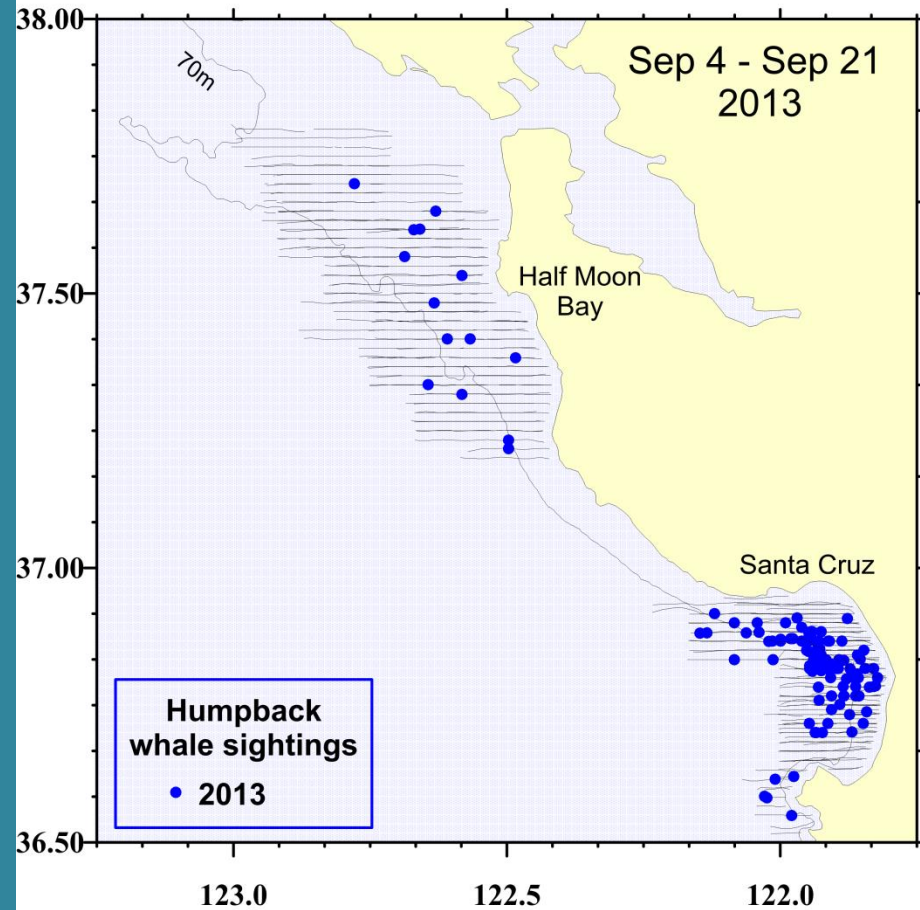 38.00
70m
Sep 4 - Sep 21
2013
37.50
Half Moon
Bay
37.00
Santa Cruz
Humpback
whale sightings
2013
36.50
123.0
122.5
122.0